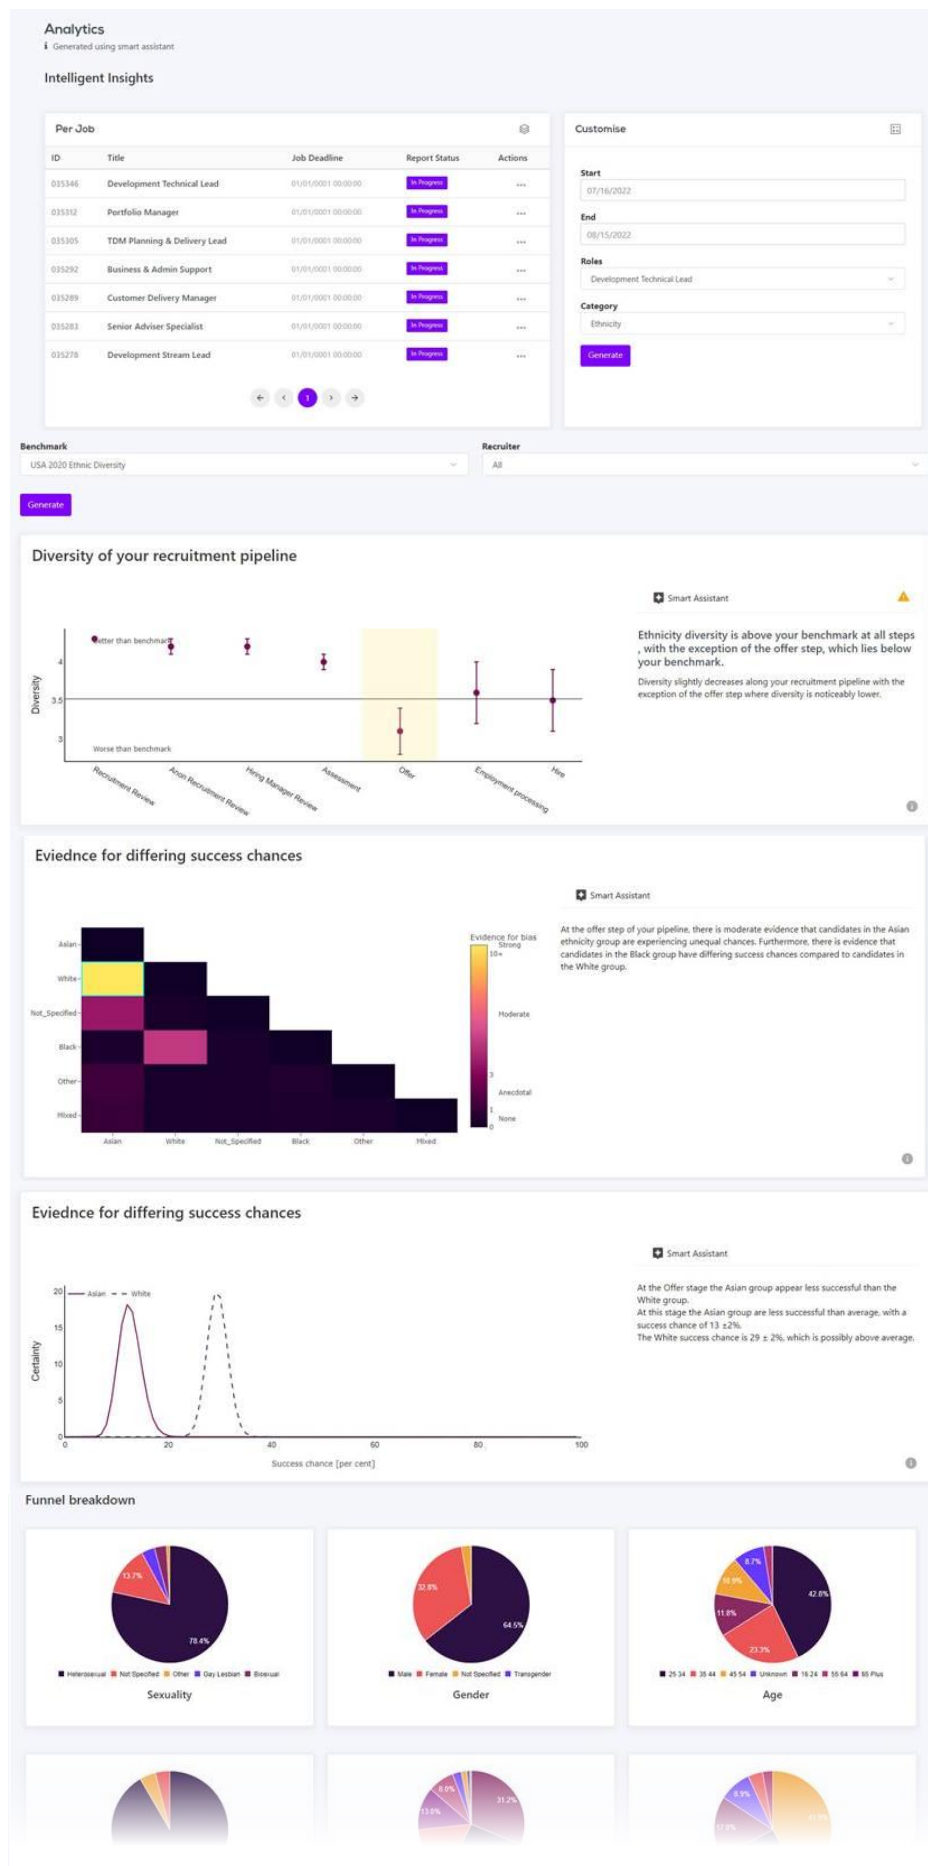 Analytics
Generated using smart assistant
Intelligent Insights
Per Job
ID Title Job Deadline Report Status Actions
035346 Development Technical Lead 01/01/0001 00:00:00 In Progress ...
035312 Portfolio Manager 01/01/0001 00:00:00 In Progress ...
035305 TDM Planning & Delivery Lead 01/01/0001 00:00:00 In Progress ...
035292 Business & Admin Support 01/01/0001 00:00:00 In Progress ...
035289 Customer Delivery Manager 01/01/0001 00:00:00 In Progress ...
035283 Senior Adviser Specialist 01/01/0001 00:00:00 In Progress ...
035278 Development Stream Lead 01/01/0001 00:00:00 In Progress ...
1
Customise
Start
07/16/2022
End
08/15/2022
Roles
Development Technical Lead
Category
Ethnicity
Generate
Benchmark
USA 2020 Ethnic Diversity
Recruiter
All
Generate
Diversity of your recruitment pipeline
Better than benchmark
4
3.5
3
Diversity
Worse than benchmark
Recruitment Review
Anon Recruitment Review
Hiring Manager Review
Assessment
Offer
Employment processing
Hire
Smart Assistant
Ethnicity diversity is above your benchmark at all steps
, with the exception of the offer step, which lies below
your benchmark.
Diversity slightly decreases along your recruitment pipeline with the
exception of the offer step where diversity is noticeably lower.
Eviednce for differing success chances
Asian
White
Not_Specified
Black
Other
Mixed
Asian White Not_Specified Black Other Mixed
Evidence for bias
Strong
10+
Moderate
3
Anecdotal
1
None
0
Smart Assistant
At the offer step of your pipeline, there is moderate evidence that candidates in the Asian
ethnicity group are experiencing unequal chances. Furthermore, there is evidence that
candidates in the Black group have differing success chances compared to candidates in
the White group.
Eviednce for differing success chances
Asian White
20
15
10
5
0
Certainty
0 20 40 60 80 100
Success chance [per cent]
Smart Assistant
At the Offer stage the Asian group appear less successful than the
White group.
At this stage the Asian group are less successful than average, with a
success chance of 13 ±2%.
The White success chance is 29 ± 2%, which is possibly above average.
Funnel breakdown
13.7%
78.4%
Heterosexual Not Specified Other Gay Lesbian Bisexual
Sexuality
32.8%
64.5%
Male Female Not Specified Transgender
Gender
8.7%
10.9%
11.8%
23.3%
42.8%
25 34 35 44 45 54 Unknown 16 24 55 64 65 Plus
Age
8.0%
13.0%
31.2%
8.9%